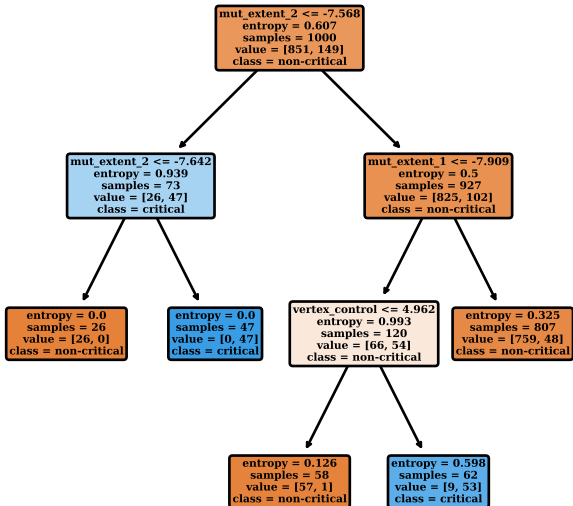 mut_extent_2 <= -7.568
entropy = 0.607
samples = 1000
value = [851, 149]
class = non-critical
mut_extent_2 <= -7.642
entropy = 0.939
samples = 73
value = [26, 47]
class = critical
mut_extent_1 <= -7.909
entropy = 0.5
samples = 927
value = [825, 102]
class = non-critical
entropy = 0.0
samples = 26
value = [26, 0]
class = non-critical
entropy = 0.0
samples = 47
value = [0, 47]
class = critical
vertex_control <= 4.962
entropy = 0.993
samples = 120
value = [66, 54]
class = non-critical
entropy = 0.325
samples = 807
value = [759, 48]
class = non-critical
entropy = 0.126
samples = 58
value = [57, 1]
class = non-critical
entropy = 0.598
samples = 62
value = [9, 53]
class = critical